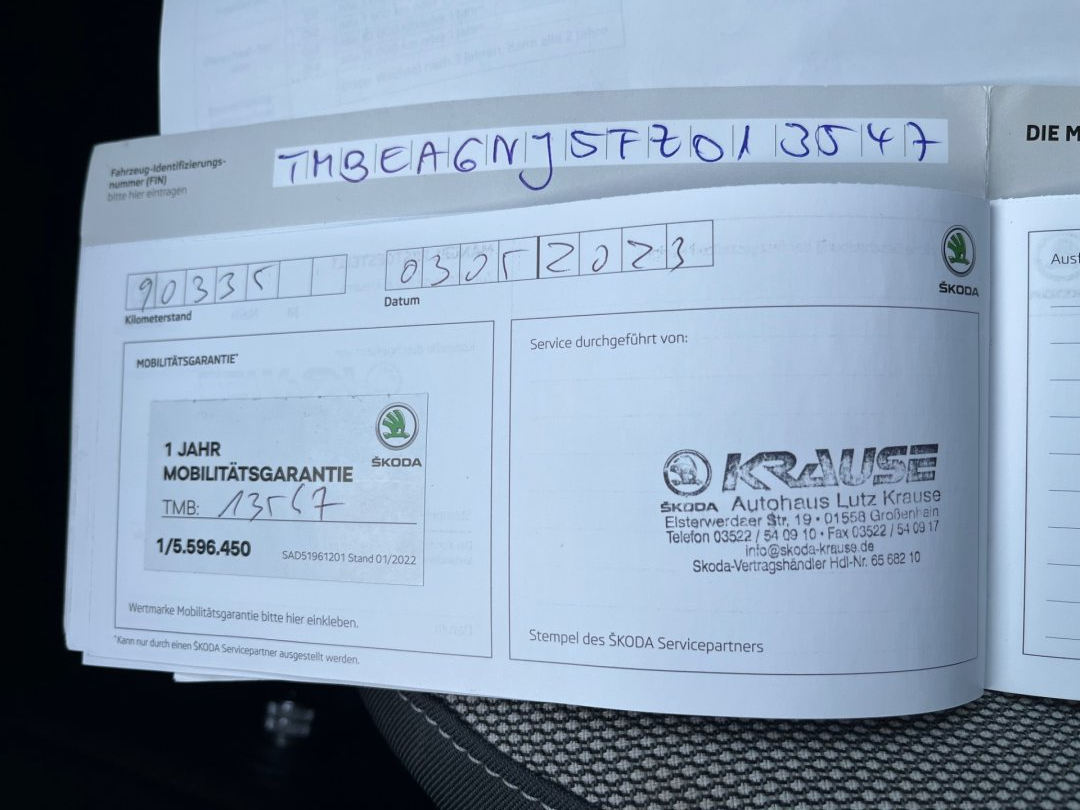 Fahrzeug-Identifizierungs-
nummer (FIN)
bitte hier eintragen
TMBEAGNJ5FZ013547
DIE M
90335
Kilometerstand
03052023
Datum
ŠKODA
MOBILITÄTSGARANTIE*
1 JAHR
MOBILITÄTSGARANTIE
ŠKODA
TMB: 13547
1/5.596.450
SAD51961201 Stand 01/2022
Wertmarke Mobilitätsgarantie bitte hier einkleben.
*Kann nur durch einen ŠKODA Servicepartner ausgestellt werden.
Service durchgeführt von:
KRAUSE
ŠKODA Autohaus Lutz Krause
Elsterwerdaer Str. 19 • 01558 Großenhain
Telefon 03522 / 54 09 10 • Fax 03522 / 54 09 17
info@skoda-krause.de
Skoda-Vertragshändler Hdl-Nr. 65 682 10
Stempel des ŠKODA Servicepartners